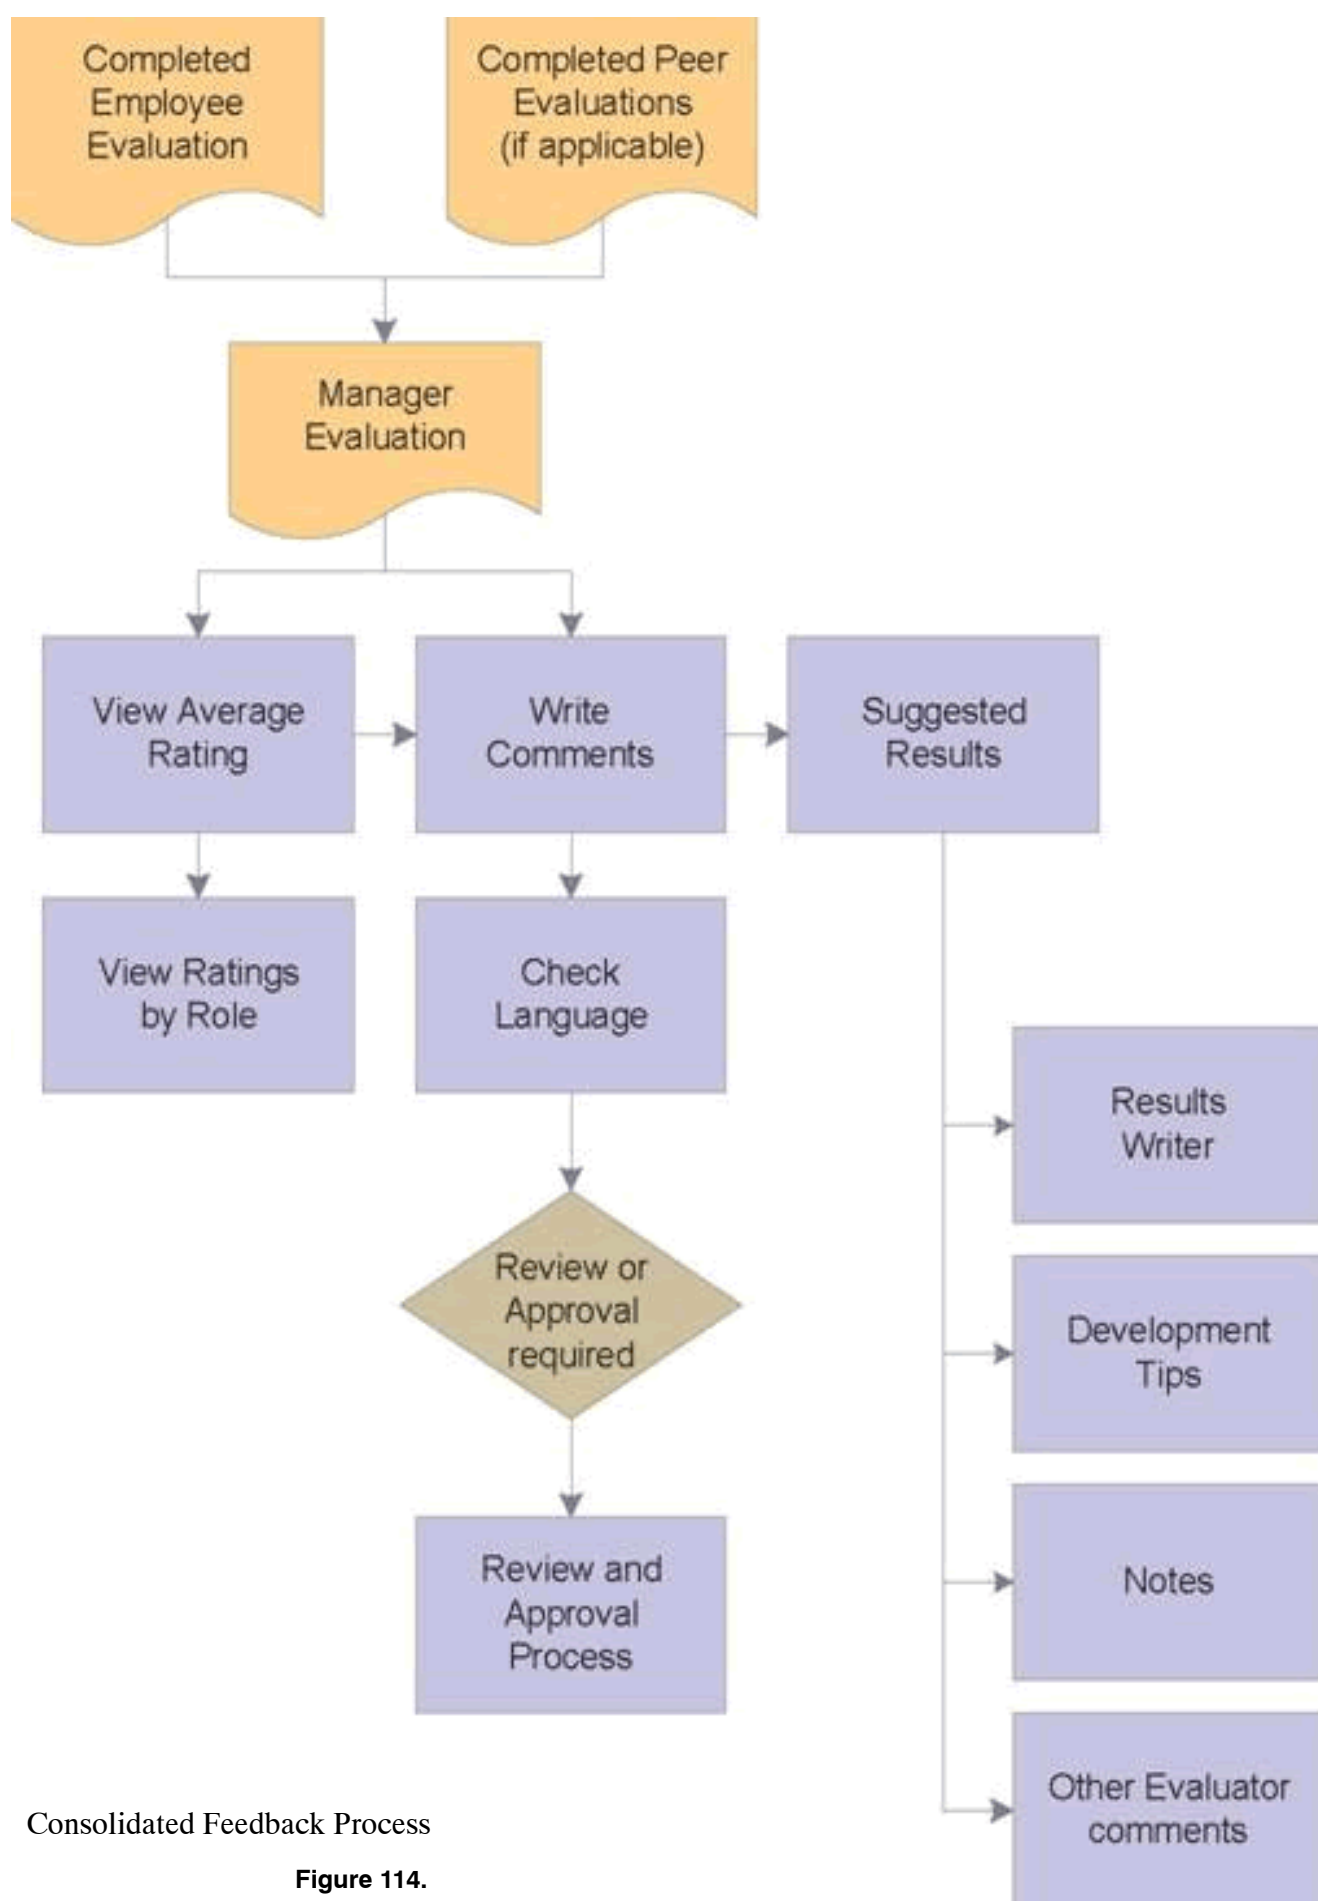 Completed
Employee
Evaluation
Completed Peer
Evaluations
(if applicable)
Manager
Evaluation
View Average
Rating
Write
Comments
Suggested
Results
View Ratings
by Role
Check
Language
Results
Writer
Review or
Approval
required
Development
Tips
Review and
Approval
Process
Notes
Other Evaluator
comments
Consolidated Feedback Process
Figure 114.